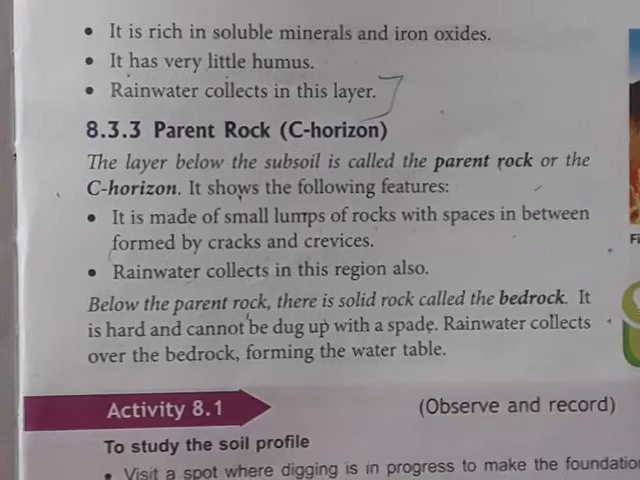 • It is rich in soluble minerals and iron oxides.
• It has very little humus.
• Rainwater collects in this layer.
8.3.3 Parent Rock (C-horizon)
The layer below the subsoil is called the parent rock or the
C-horizon. It shows the following features:
• It is made of small lumps of rocks with spaces in between
formed by cracks and crevices.
• Rainwater collects in this region also.
Below the parent rock, there is solid rock called the bedrock. It
is hard and cannot be dug up with a spade. Rainwater collects
over the bedrock, forming the water table.
Activity 8.1 (Observe and record)
To study the soil profile
• Visit a spot where digging is in progress to make the